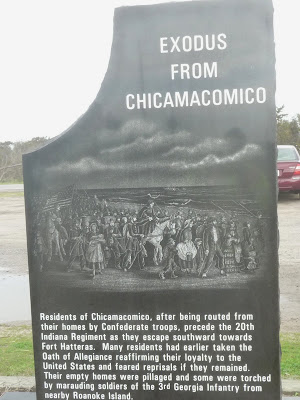 EXODUS
FROM
CHICAMACOMICO
Residents of Chicamacomico, after being routed from
their homes by Confederate troops, precede the 20th
Indiana Regiment as they escape southward towards
Fort Hatteras. Many residents had earlier taken the
Oath of Allegiance reaffirming their loyalty to the
United States and feared reprisals if they remained.
Their empty homes were pillaged and some were torched
by marauding soldiers of the 3rd Georgia Infantry from
nearby Roanoke Island.